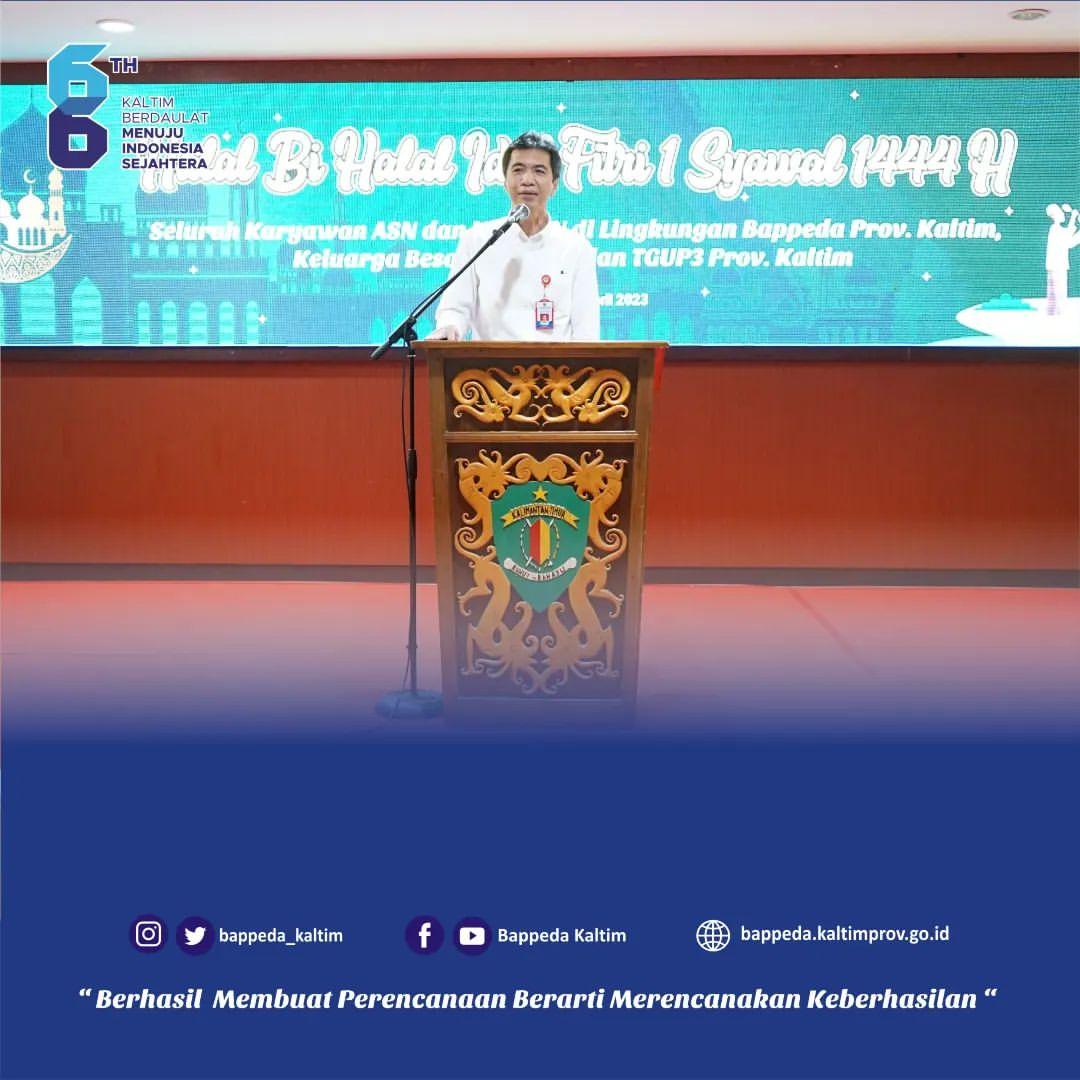 66TH
KALTIM
BERDAULAT
MENUJU
INDONESIA
SEJAHTERA
Halal Bi Halal Fitri 1 Syawal 1444 H
Seluruh Karyawan ASN dan di Lingkungan Bappeda Prov. Kaltim,
Keluarga TGUP3 Prov. Kaltim
2023
KALIMANTAN TIMUR
bappeda_kaltim
Bappeda Kaltim
bappeda.kaltimprov.go.id
“ Berhasil Membuat Perencanaan Berarti Merencanakan Keberhasilan “